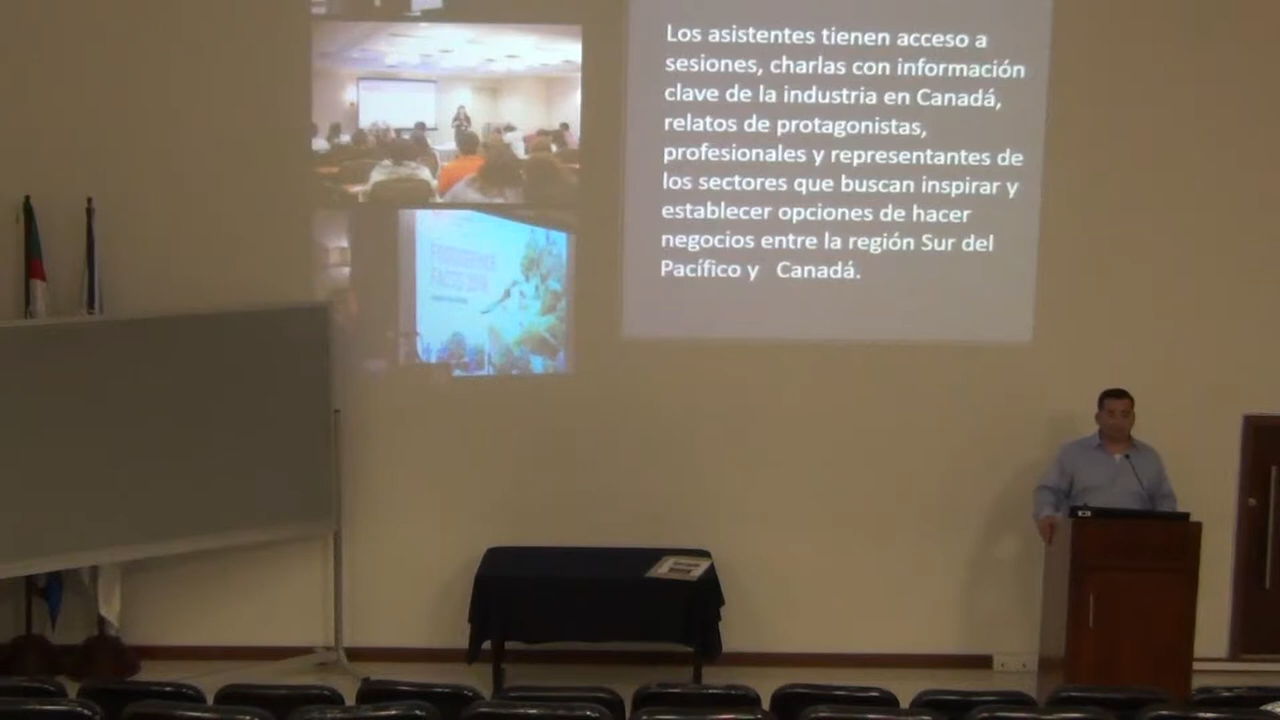 Los asistentes tienen acceso a
sesiones, charlas con información
clave de la industria en Canadá,
relatos de protagonistas,
profesionales y representantes de
los sectores que buscan inspirar y
establecer opciones de hacer
negocios entre la región Sur del
Pacífico y   Canadá.